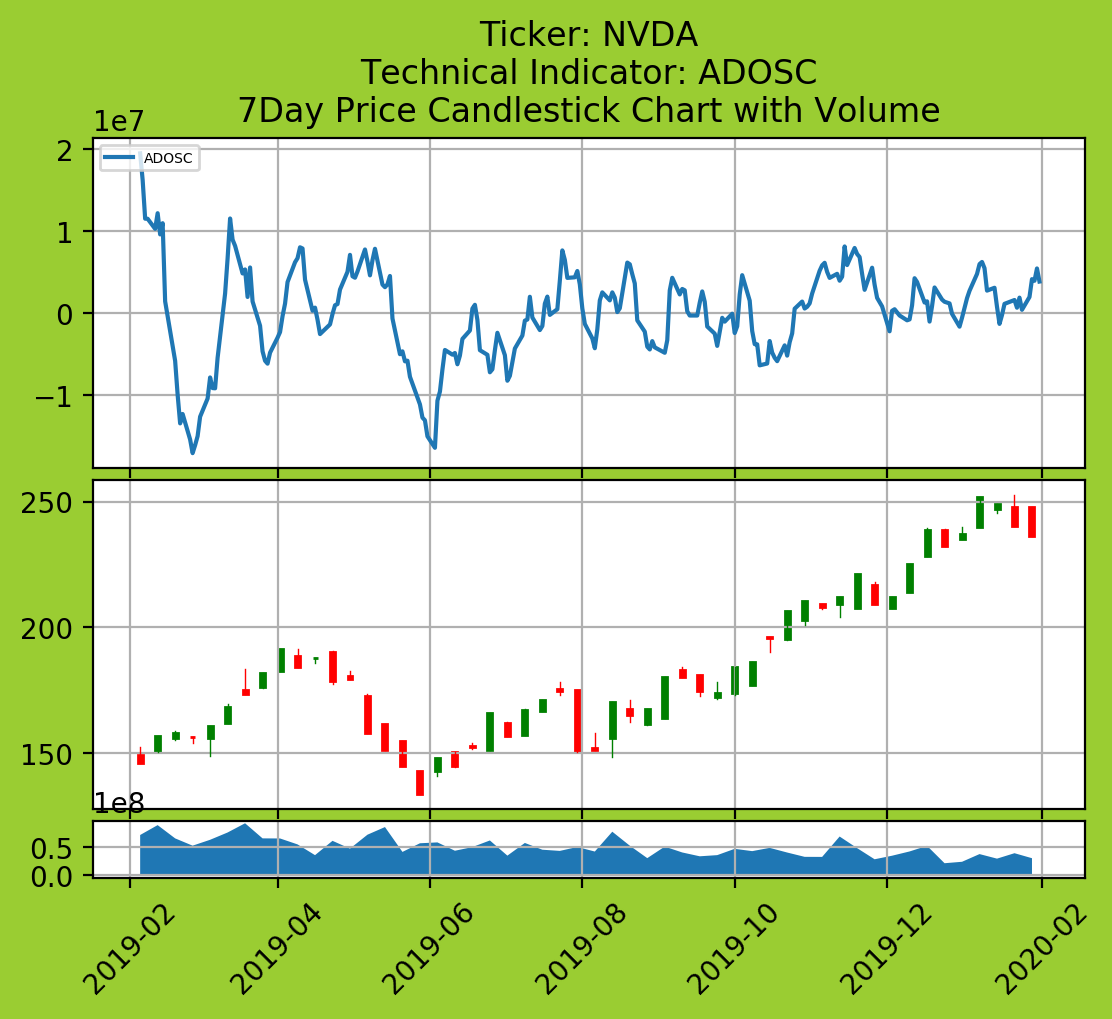 Ticker: NVDA
Technical Indicator: ADOSC
7Day Price Candlestick Chart with Volume
1e7
ADOSC
2
1
0
−1
250
200
150
1e8
0.5
0.0
2019-02
2019-04
2019-06
2019-08
2019-10
2019-12
2020-02